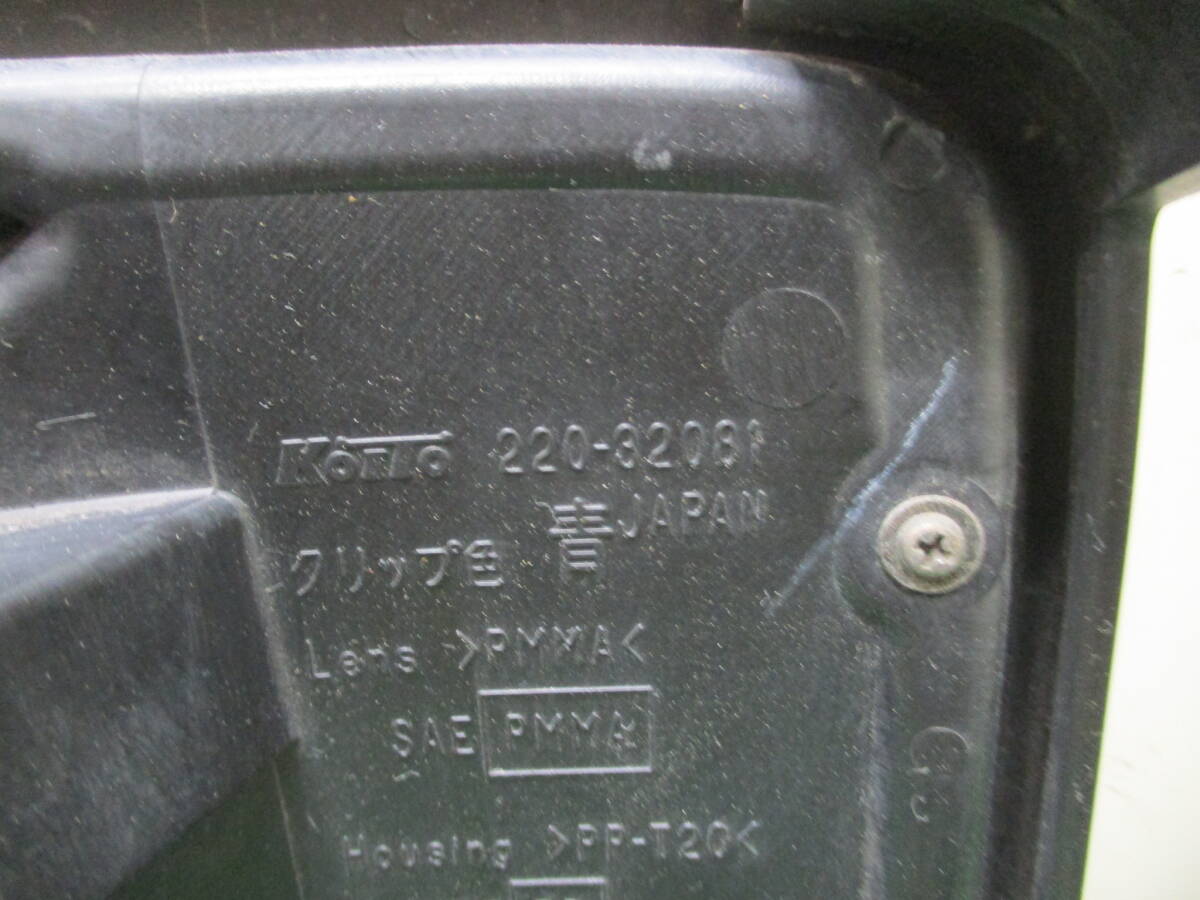 KOITO 220-32081
JAPAN
クリップ色 青
Lens >PMMA<
SAE PMMA
Housing >PP-T20<